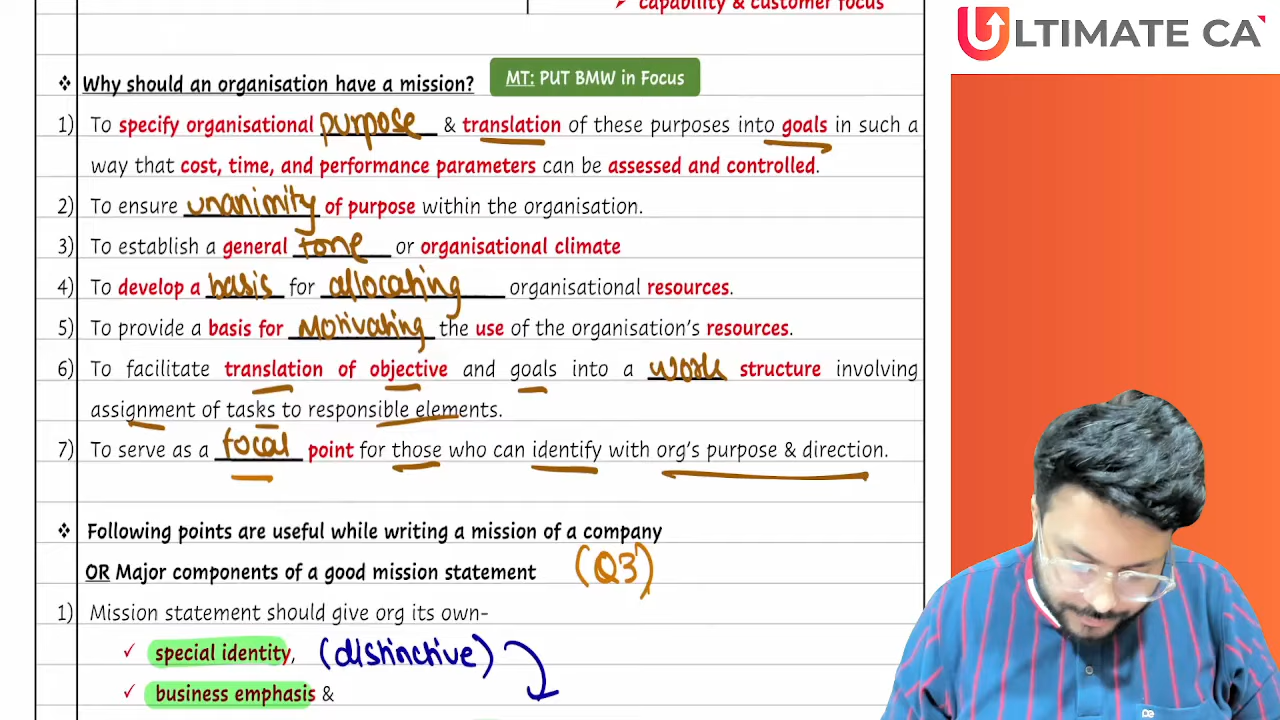 capability & customer focus
ULTIMATE CA
❖ Why should an organisation have a mission? MT: PUT BMW in Focus
1) To specify organisational purpose & translation of these purposes into goals in such a
way that cost, time, and performance parameters can be assessed and controlled.
2) To ensure unanimity of purpose within the organisation.
3) To establish a general tone or organisational climate
4) To develop a basis for allocating organisational resources.
5) To provide a basis for Motivating the use of the organisation's resources.
6) To facilitate translation of objective and goals into a work structure involving
assignment of tasks to responsible elements.
7) To serve as a focal point for those who can identify with org's purpose & direction.
❖ Following points are useful while writing a mission of a company
OR Major components of a good mission statement (Q3)
1) Mission statement should give org its own-
✓ special identity, (distinctive)
✓ business emphasis &